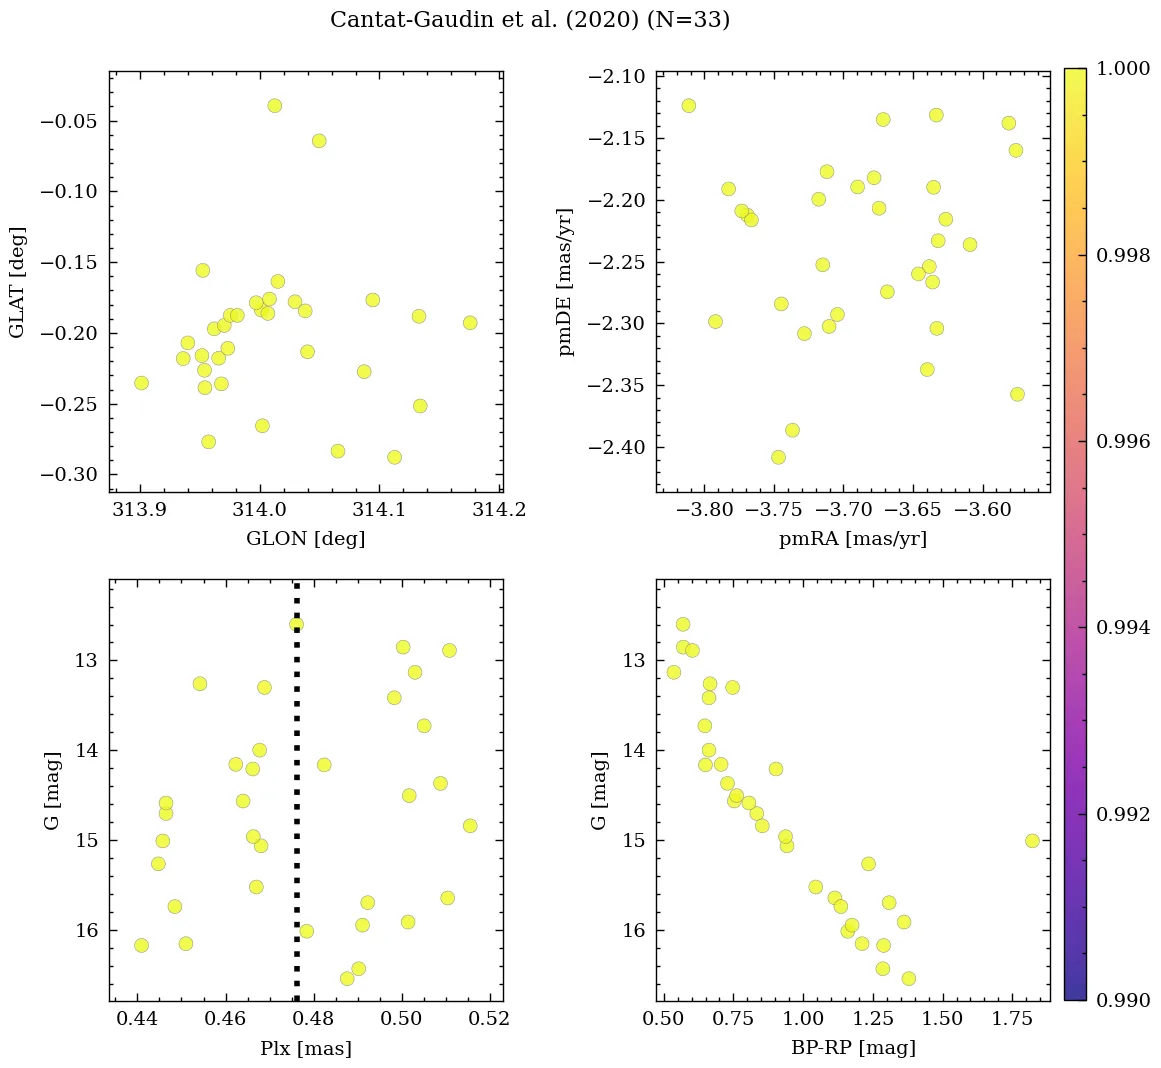 Cantat-Gaudin et al. (2020) (N=33)
−0.05
−0.10
−0.15
−0.20
−0.25
−0.30
GLAT [deg]
313.9 314.0 314.1 314.2
GLON [deg]
−2.10
−2.15
−2.20
−2.25
−2.30
−2.35
−2.40
pmDE [mas/yr]
−3.80 −3.75 −3.70 −3.65 −3.60
pmRA [mas/yr]
13
14
15
16
G [mag]
0.44 0.46 0.48 0.50 0.52
Plx [mas]
13
14
15
16
G [mag]
0.50 0.75 1.00 1.25 1.50 1.75
BP-RP [mag]
1.000
0.998
0.996
0.994
0.992
0.990